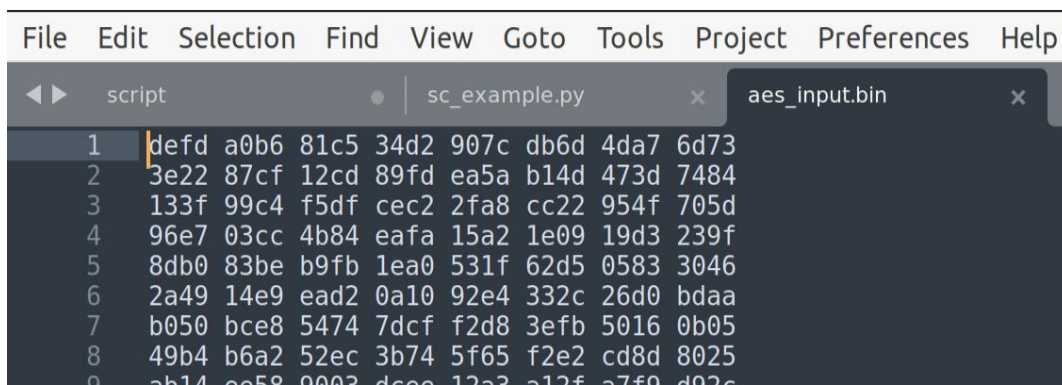 File Edit Selection Find View Goto Tools Project Preferences Help
script sc_example.py aes_input.bin
1 defd a0b6 81c5 34d2 907c db6d 4da7 6d73
2 3e22 87cf 12cd 89fd ea5a b14d 473d 7484
3 133f 99c4 f5df cec2 2fa8 cc22 954f 705d
4 96e7 03cc 4b84 eafa 15a2 1e09 19d3 239f
5 8db0 83be b9fb 1ea0 531f 62d5 0583 3046
6 2a49 14e9 ead2 0a10 92e4 332c 26d0 bdaa
7 b050 bce8 5474 7dcf f2d8 3efb 5016 0b05
8 49b4 b6a2 52ec 3b74 5f65 f2e2 cd8d 8025